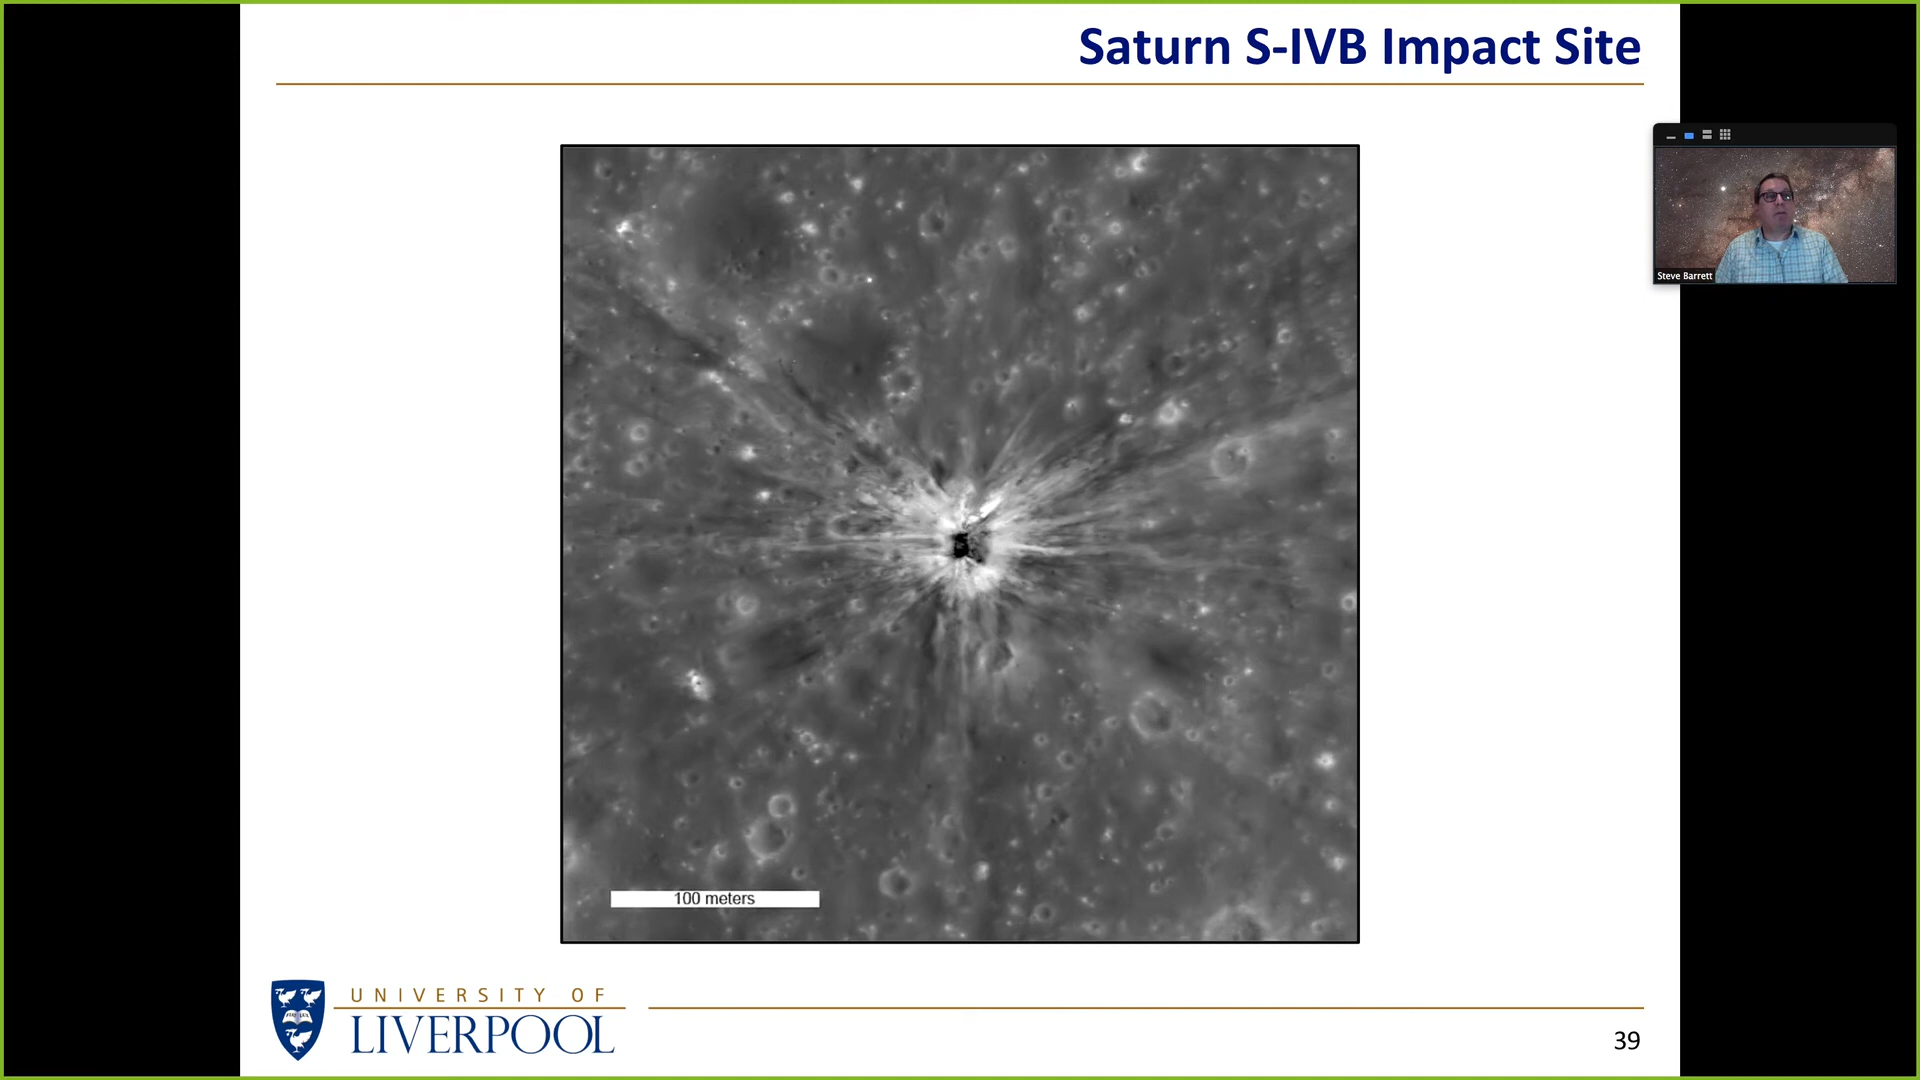 Saturn S-IVB Impact Site
Steve Barrett
100 meters
UNIVERSITY OF
LIVERPOOL
39